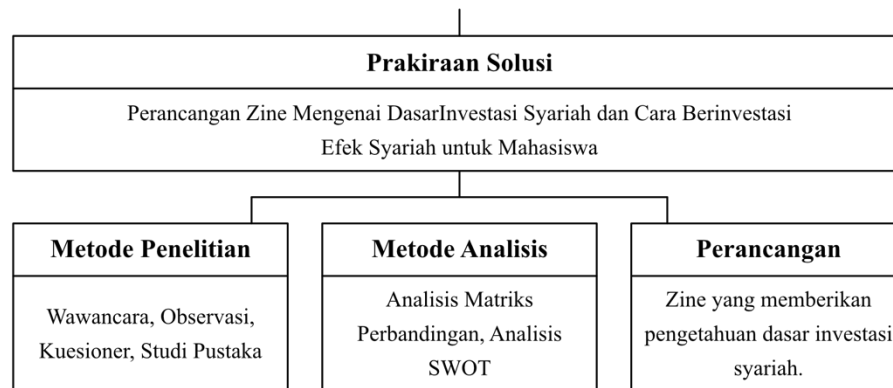 Prakiraan Solusi
Perancangan Zine Mengenai DasarInvestasi Syariah dan Cara Berinvestasi
Efek Syariah untuk Mahasiswa
Metode Penelitian
Wawancara, Observasi,
Kuesioner, Studi Pustaka
Metode Analisis
Analisis Matriks
Perbandingan, Analisis
SWOT
Perancangan
Zine yang memberikan
pengetahuan dasar investasi
syariah.